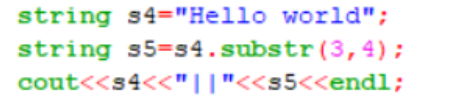 string s4="Hello world";
string s5=s4.substr(3,4);
cout<<s4<<"||"<<s5<<endl;